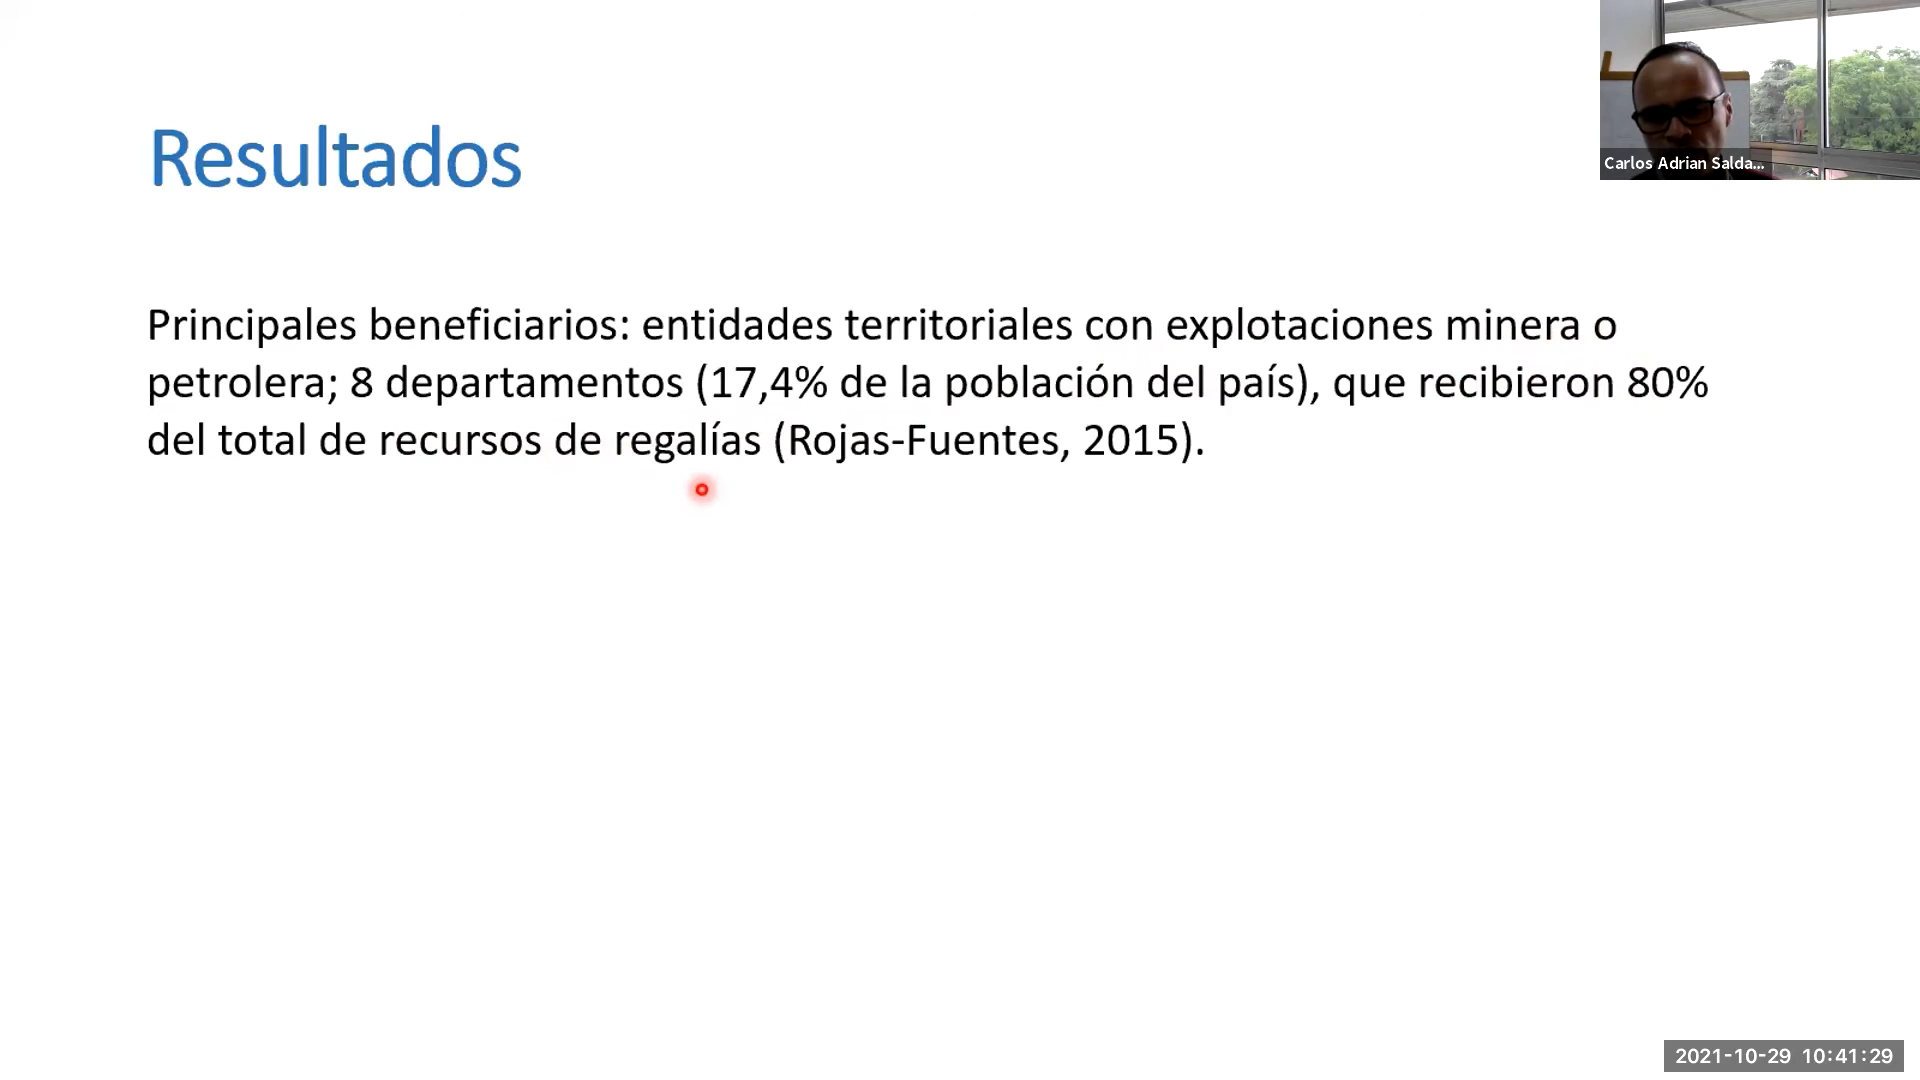 Resultados
Carlos Adrian Salda...
Principales beneficiarios: entidades territoriales con explotaciones minera o
petrolera; 8 departamentos (17,4% de la población del país), que recibieron 80%
del total de recursos de regalías (Rojas-Fuentes, 2015).
2021-10-29 10:41:29